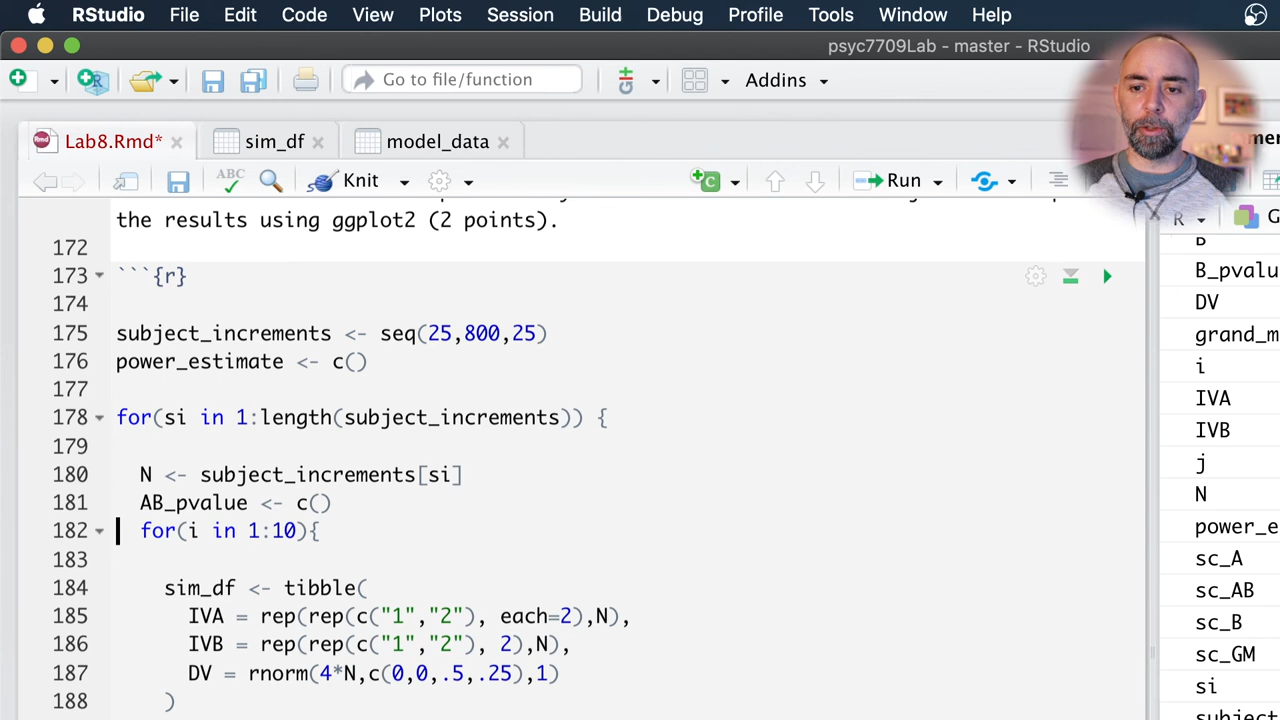 RStudio File Edit Code View Plots Session Build Debug Profile Tools Window Help
psyc7709Lab - master - RStudio
Go to file/function Addins
Lab8.Rmd* sim_df model_data
ABC Knit Run
the results using ggplot2 (2 points).
172
173 ```{r}
174
175 subject_increments <- seq(25,800,25)
176 power_estimate <- c()
177
178 for(si in 1:length(subject_increments)) {
179
180 N <- subject_increments[si]
181 AB_pvalue <- c()
182 for(i in 1:10){
183
184 sim_df <- tibble(
185 IVA = rep(rep(c("1","2"), each=2),N),
186 IVB = rep(rep(c("1","2"), 2),N),
187 DV = rnorm(4*N,c(0,0,.5,.25),1)
188 )
R
B
B_pvalu
DV
grand_m
i
IVA
IVB
j
N
power_e
sc_A
sc_AB
sc_B
sc_GM
si